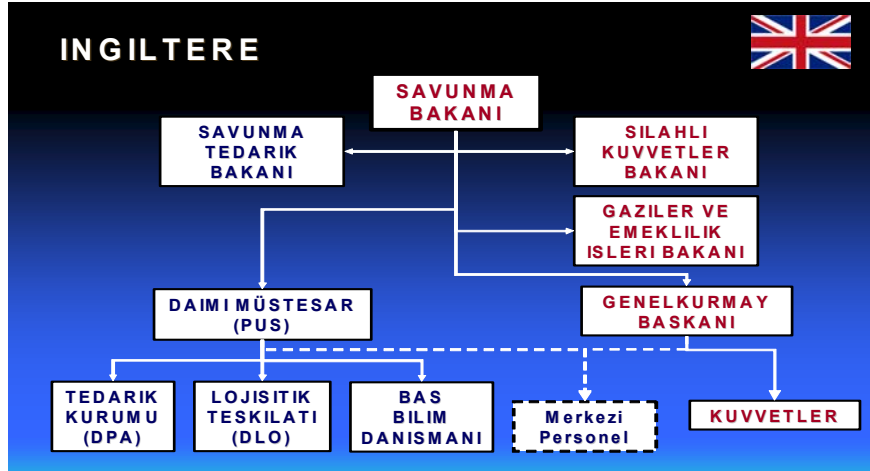 INGILTERE
SAVUNMA
BAKANI
SAVUNMA
TEDARIK
BAKANI
SILAHLI
KUVVETLER
BAKANI
GAZILER VE
EMEKLILIK
ISLERI BAKANI
DAIMI MÜSTESAR
(PUS)
GENELKURMAY
BASKANI
TEDARIK
KURUMU
(DPA)
LOJISITIK
TESKILATI
(DLO)
BAS
BILIM
DANISMANI
Merkezi
Personel
KUVVETLER